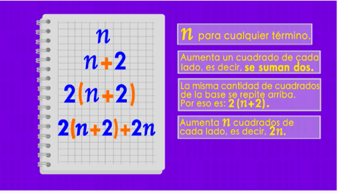 n
n+2
2(n+2)
2(n+2)+2n
n para cualquier término.
Aumenta un cuadrado de cada
lado, es decir, se suman dos.
La misma cantidad de cuadrados
de la base se repite arriba.
Por eso es: 2(n+2).
Aumenta n cuadrados de
cada lado, es decir, 2n.